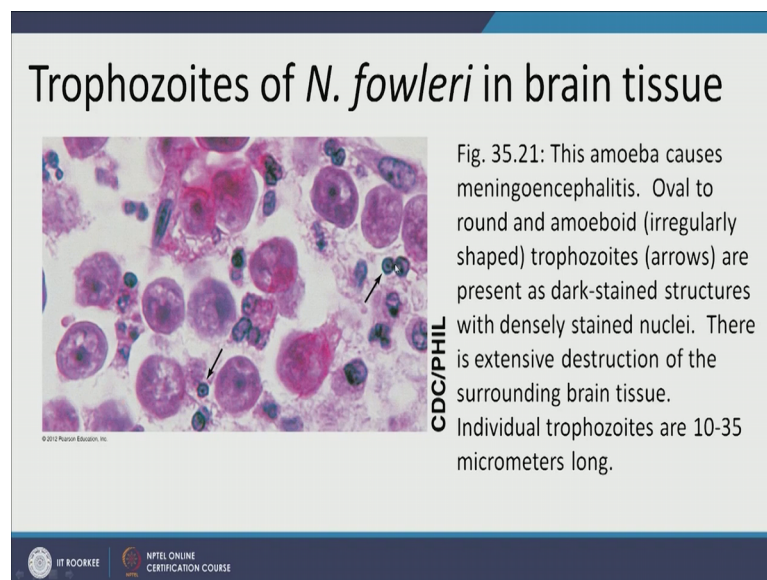 Trophozoites of N. fowleri in brain tissue
Fig. 35.21: This amoeba causes
meningoencephalitis. Oval to
round and amoeboid (irregularly
shaped) trophozoites (arrows) are
present as dark-stained structures
with densely stained nuclei. There
is extensive destruction of the
surrounding brain tissue.
Individual trophozoites are 10-35
micrometers long.
CDC/PHIL
© 2012 Pearson Education, Inc.
IIT ROORKEE
NPTEL ONLINE
CERTIFICATION COURSE